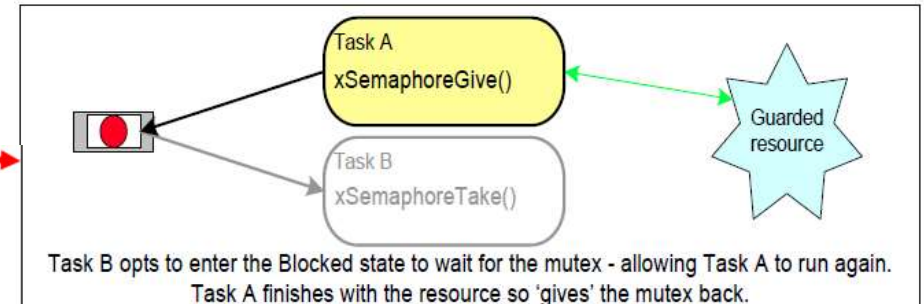 Task A
xSemaphoreGive()
Guarded
resource
Task B
xSemaphoreTake()
Task B opts to enter the Blocked state to wait for the mutex - allowing Task A to run again.
Task A finishes with the resource so ‘gives’ the mutex back.